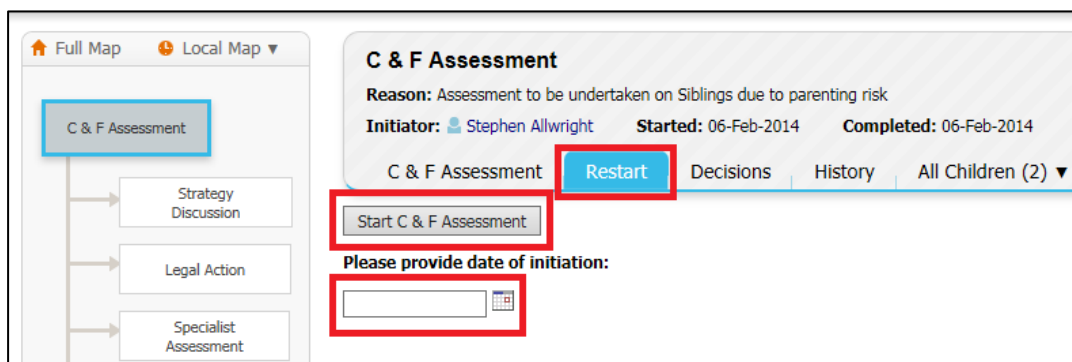 Full Map Local Map ▼
C & F Assessment
Strategy
Discussion
Legal Action
Specialist
Assessment
C & F Assessment
Reason: Assessment to be undertaken on Siblings due to parenting risk
Initiator: Stephen Allwright Started: 06-Feb-2014 Completed: 06-Feb-2014
C & F Assessment Restart Decisions History All Children (2) ▼
Start C & F Assessment
Please provide date of initiation: